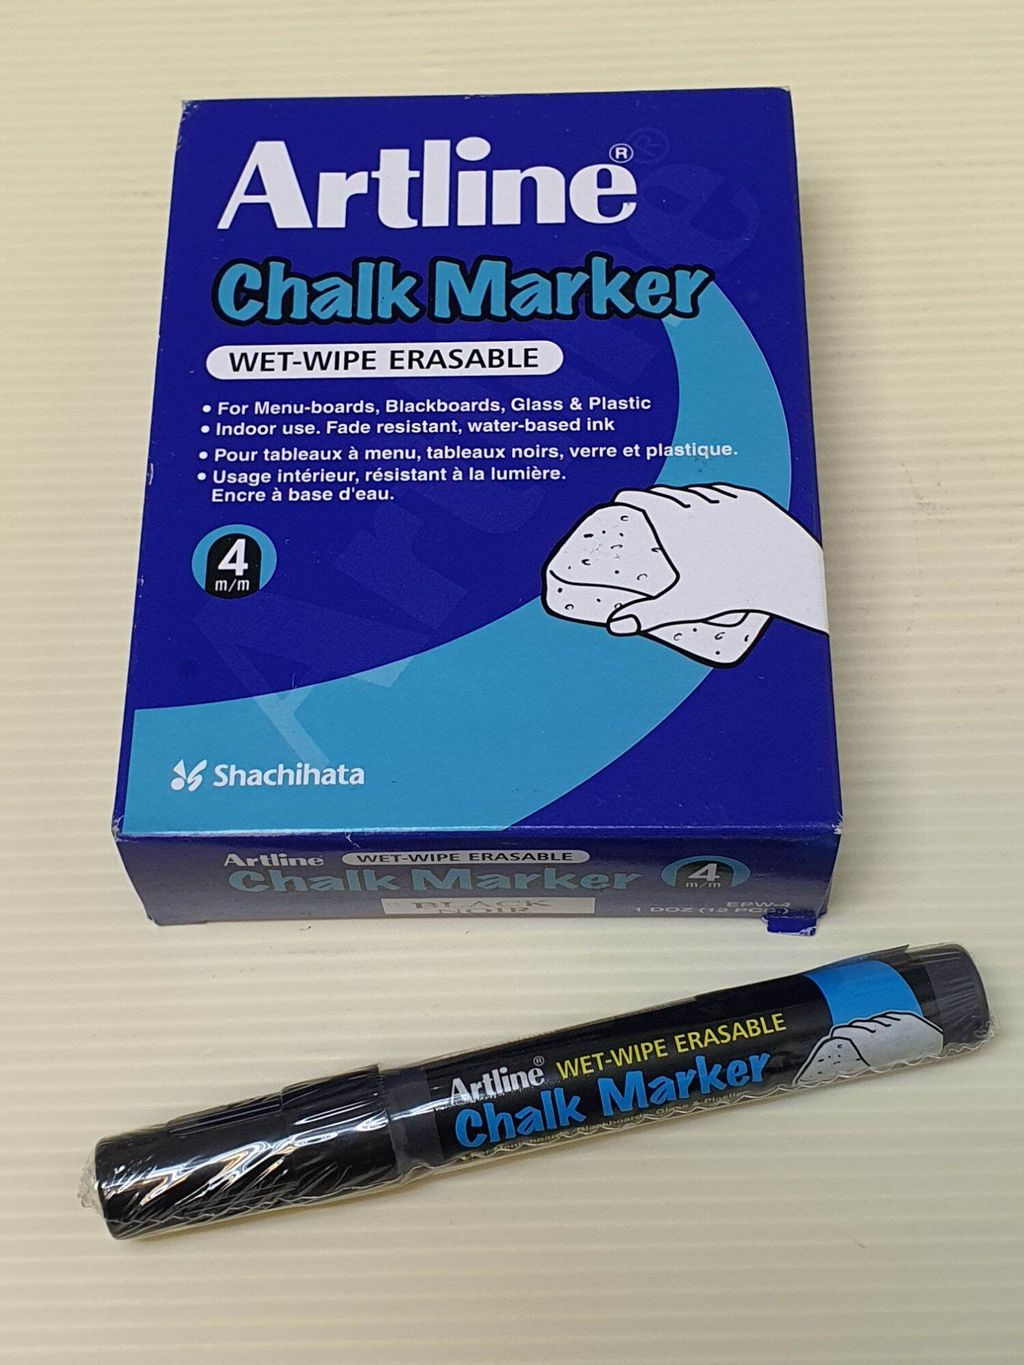 Artline®
Chalk Marker
WET-WIPE ERASABLE
• For Menu-boards, Blackboards, Glass & Plastic
• Indoor use. Fade resistant, water-based ink
• Pour tableaux à menu, tableaux noirs, verre et plastique.
• Usage intérieur, résistant à la lumière.
Encre à base d'eau.
4
m/m
Shachihata
Artline WET-WIPE ERASABLE
Chalk Marker
4
m/m
BLACK
NOIR
EPW-4
1 DOZ (12 PCS.)
Artline® WET-WIPE ERASABLE
Chalk Marker